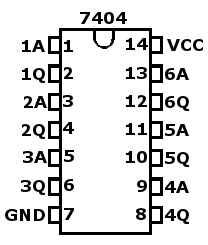 7404
1A 1 14 VCC
1Q 2 13 6A
2A 3 12 6Q
2Q 4 11 5A
3A 5 10 5Q
3Q 6 9 4A
GND 7 8 4Q